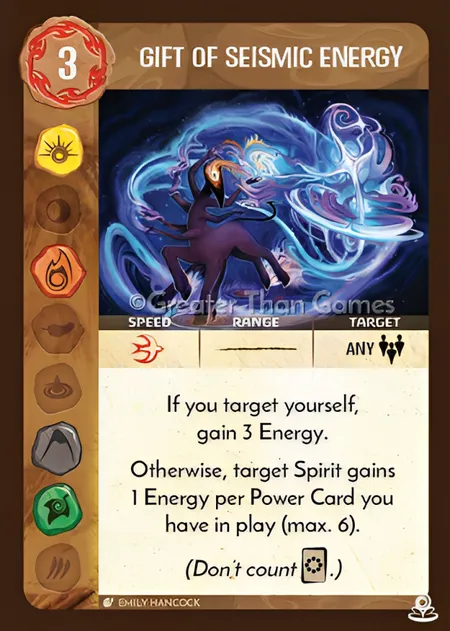 3
GIFT OF SEISMIC ENERGY
©Greater Than Games
SPEED RANGE TARGET
ANY
If you target yourself,
gain 3 Energy.
Otherwise, target Spirit gains
1 Energy per Power Card you
have in play (max. 6).
(Don't count .)
EMILY HANCOCK